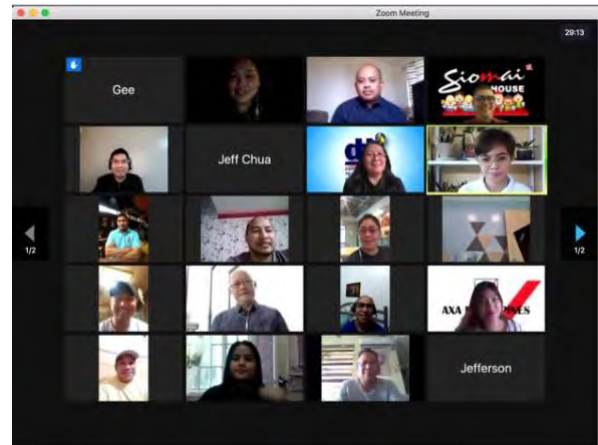 Zoom Meeting
29:13
Gee
Siomai
HOUSE
Jeff Chua
1/2
1/2
AXA
Jefferson